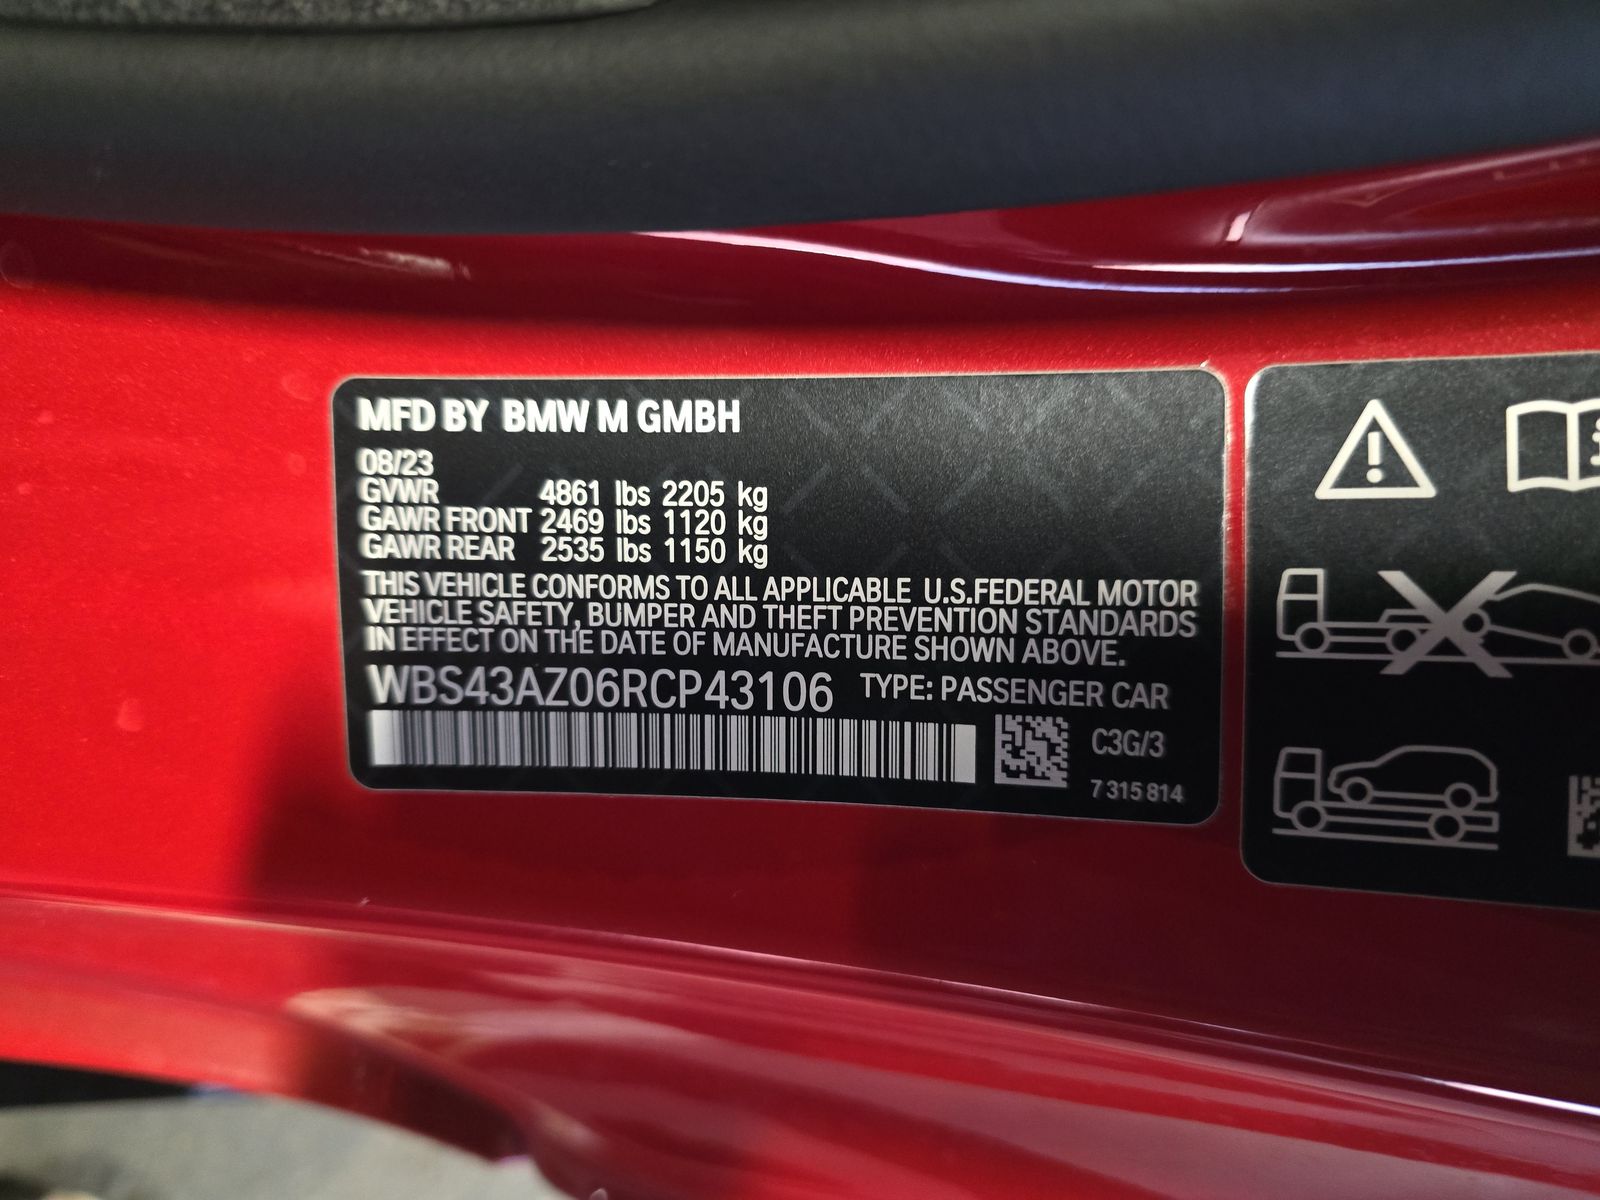 MFD BY BMW M GMBH
08/23
GVWR 4861 lbs 2205 kg
GAWR FRONT 2469 lbs 1120 kg
GAWR REAR 2535 lbs 1150 kg
THIS VEHICLE CONFORMS TO ALL APPLICABLE U.S.FEDERAL MOTOR
VEHICLE SAFETY, BUMPER AND THEFT PREVENTION STANDARDS
IN EFFECT ON THE DATE OF MANUFACTURE SHOWN ABOVE.
WBS43AZ06RCP43106 TYPE: PASSENGER CAR
C3G/3
7 315 814